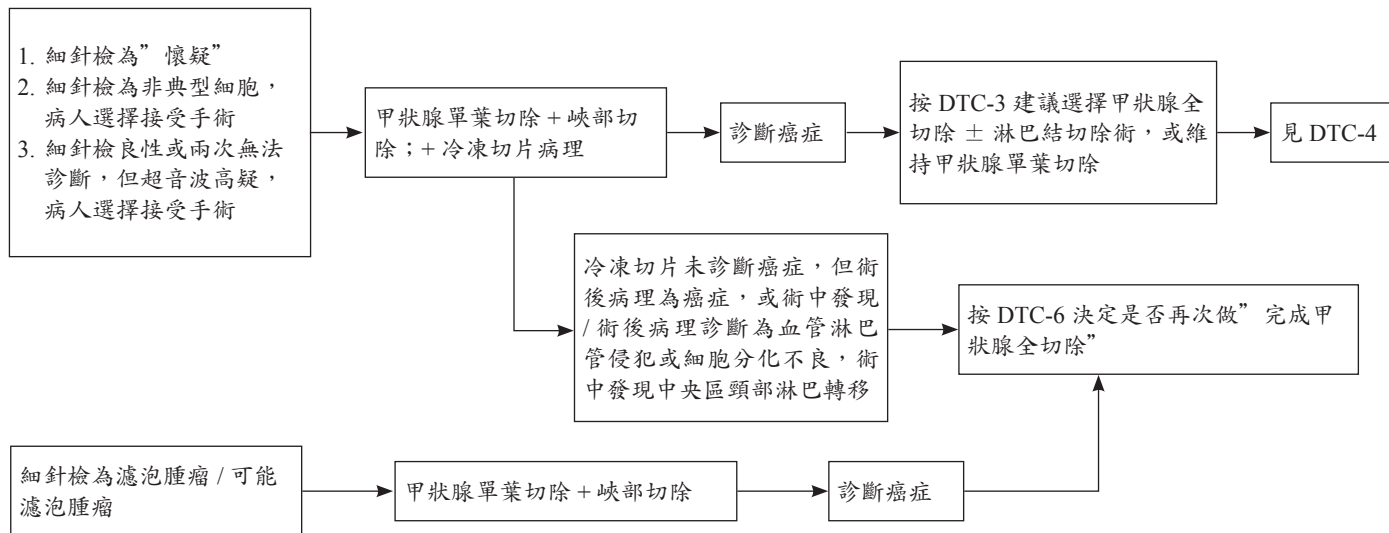 1. 細針檢為”懷疑”
2. 細針檢為非典型細胞，
病人選擇接受手術
3. 細針檢良性或兩次無法
診斷，但超音波高疑，
病人選擇接受手術
甲狀腺單葉切除+峽部切
除；+冷凍切片病理
診斷癌症
按 DTC-3 建議選擇甲狀腺全
切除 ± 淋巴結切除術，或維
持甲狀腺單葉切除
見 DTC-4
冷凍切片未診斷癌症，但術
後病理為癌症，或術中發現
/ 術後病理診斷為血管淋巴
管侵犯或細胞分化不良，術
中發現中央區頸部淋巴轉移
按 DTC-6 決定是否再次做”完成甲
狀腺全切除”
細針檢為濾泡腫瘤 / 可能
濾泡腫瘤
甲狀腺單葉切除+峽部切除
診斷癌症